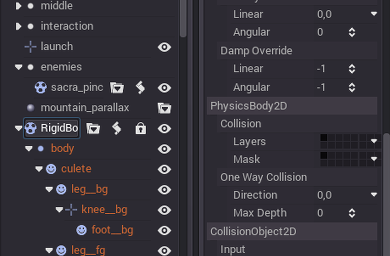 middle
interaction
launch
enemies
sacra_pinc
mountain_parallax
RigidBo
body
culete
leg__bg
knee__bg
foot__bg
leg__fg
Linear 0,0
Angular 0
Damp Override
Linear -1
Angular -1
PhysicsBody2D
Collision
Layers
Mask
One Way Collision
Direction 0,0
Max Depth 0
CollisionObject2D
Input